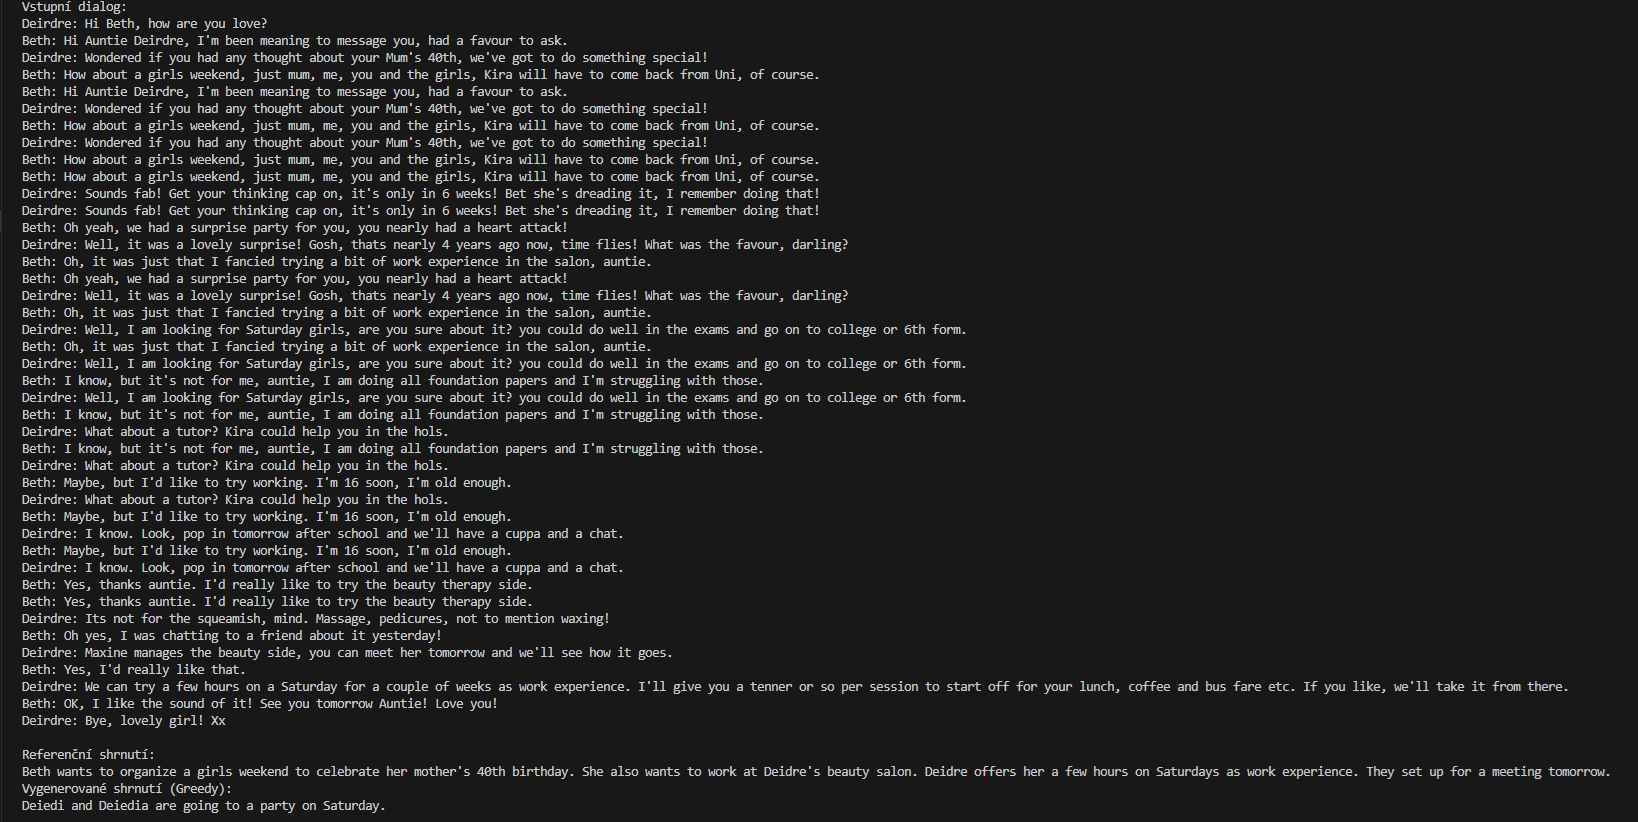 Vstupní dialog:
Deirdre: Hi Beth, how are you love?
Beth: Hi Auntie Deirdre, I'm been meaning to message you, had a favour to ask.
Deirdre: Wondered if you had any thought about your Mum's 40th, we've got to do something special!
Beth: How about a girls weekend, just mum, me, you and the girls, Kira will have to come back from Uni, of course.
Beth: Hi Auntie Deirdre, I'm been meaning to message you, had a favour to ask.
Deirdre: Wondered if you had any thought about your Mum's 40th, we've got to do something special!
Beth: How about a girls weekend, just mum, me, you and the girls, Kira will have to come back from Uni, of course.
Deirdre: Wondered if you had any thought about your Mum's 40th, we've got to do something special!
Beth: How about a girls weekend, just mum, me, you and the girls, Kira will have to come back from Uni, of course.
Beth: How about a girls weekend, just mum, me, you and the girls, Kira will have to come back from Uni, of course.
Deirdre: Sounds fab! Get your thinking cap on, it's only in 6 weeks! Bet she's dreading it, I remember doing that!
Deirdre: Sounds fab! Get your thinking cap on, it's only in 6 weeks! Bet she's dreading it, I remember doing that!
Beth: Oh yeah, we had a surprise party for you, you nearly had a heart attack!
Deirdre: Well, it was a lovely surprise! Gosh, thats nearly 4 years ago now, time flies! What was the favour, darling?
Beth: Oh, it was just that I fancied trying a bit of work experience in the salon, auntie.
Beth: Oh yeah, we had a surprise party for you, you nearly had a heart attack!
Deirdre: Well, it was a lovely surprise! Gosh, thats nearly 4 years ago now, time flies! What was the favour, darling?
Beth: Oh, it was just that I fancied trying a bit of work experience in the salon, auntie.
Deirdre: Well, I am looking for Saturday girls, are you sure about it? you could do well in the exams and go on to college or 6th form.
Beth: Oh, it was just that I fancied trying a bit of work experience in the salon, auntie.
Deirdre: Well, I am looking for Saturday girls, are you sure about it? you could do well in the exams and go on to college or 6th form.
Beth: I know, but it's not for me, auntie, I am doing all foundation papers and I'm struggling with those.
Deirdre: Well, I am looking for Saturday girls, are you sure about it? you could do well in the exams and go on to college or 6th form.
Beth: I know, but it's not for me, auntie, I am doing all foundation papers and I'm struggling with those.
Deirdre: What about a tutor? Kira could help you in the hols.
Beth: I know, but it's not for me, auntie, I am doing all foundation papers and I'm struggling with those.
Deirdre: What about a tutor? Kira could help you in the hols.
Beth: Maybe, but I'd like to try working. I'm 16 soon, I'm old enough.
Deirdre: What about a tutor? Kira could help you in the hols.
Beth: Maybe, but I'd like to try working. I'm 16 soon, I'm old enough.
Deirdre: I know. Look, pop in tomorrow after school and we'll have a cuppa and a chat.
Beth: Maybe, but I'd like to try working. I'm 16 soon, I'm old enough.
Deirdre: I know. Look, pop in tomorrow after school and we'll have a cuppa and a chat.
Beth: Yes, thanks auntie. I'd really like to try the beauty therapy side.
Beth: Yes, thanks auntie. I'd really like to try the beauty therapy side.
Deirdre: Its not for the squeamish, mind. Massage, pedicures, not to mention waxing!
Beth: Oh yes, I was chatting to a friend about it yesterday!
Deirdre: Maxine manages the beauty side, you can meet her tomorrow and we'll see how it goes.
Beth: Yes, I'd really like that.
Deirdre: We can try a few hours on a Saturday for a couple of weeks as work experience. I'll give you a tenner or so per session to start off for your lunch, coffee and bus fare etc. If you like, we'll take it from there.
Beth: OK, I like the sound of it! See you tomorrow Auntie! Love you!
Deirdre: Bye, lovely girl! Xx
Referenční shrnutí:
Beth wants to organize a girls weekend to celebrate her mother's 40th birthday. She also wants to work at Deidre's beauty salon. Deidre offers her a few hours on Saturdays as work experience. They set up for a meeting tomorrow.
Vygenerované shrnutí (Greedy):
Deiedi and Deiedia are going to a party on Saturday.